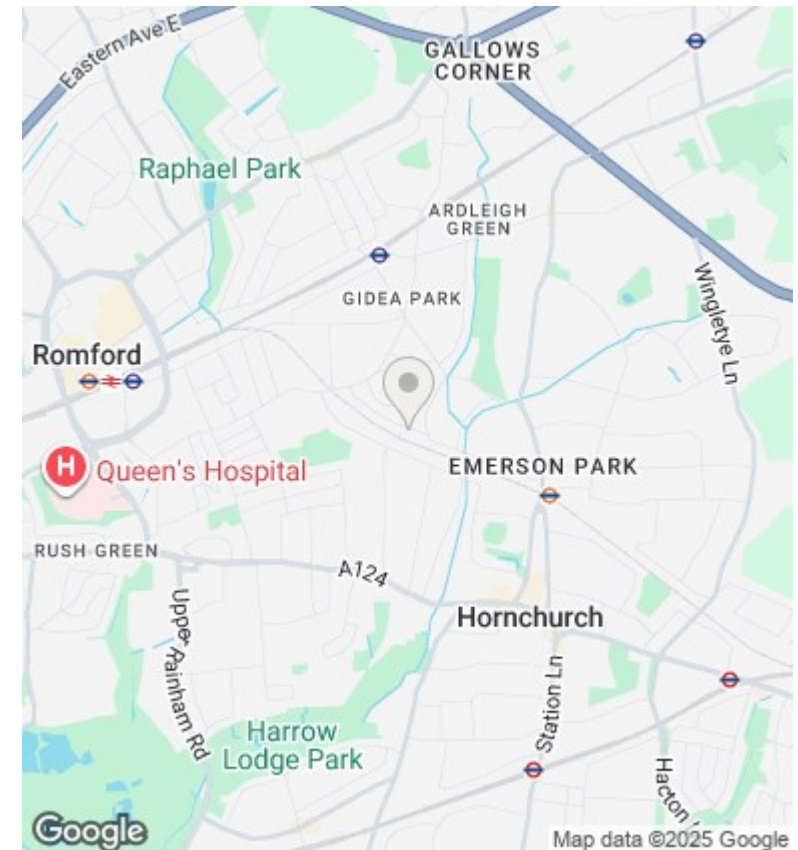 Eastern Ave E
GALLOWS
CORNER
Raphael Park
ARDLEIGH
GREEN
GIDEA PARK
Wingletye Ln
Romford
H
Queen's Hospital
EMERSON PARK
RUSH GREEN
A124
Upper Rainham Rd
Hornchurch
Station Ln
Harrow
Lodge Park
Hacton
Google
Map data ©2025 Google